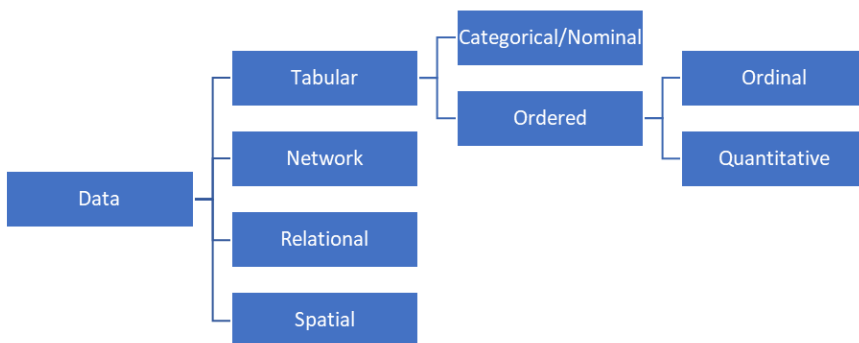 Data
Tabular
Network
Relational
Spatial
Categorical/Nominal
Ordered
Ordinal
Quantitative